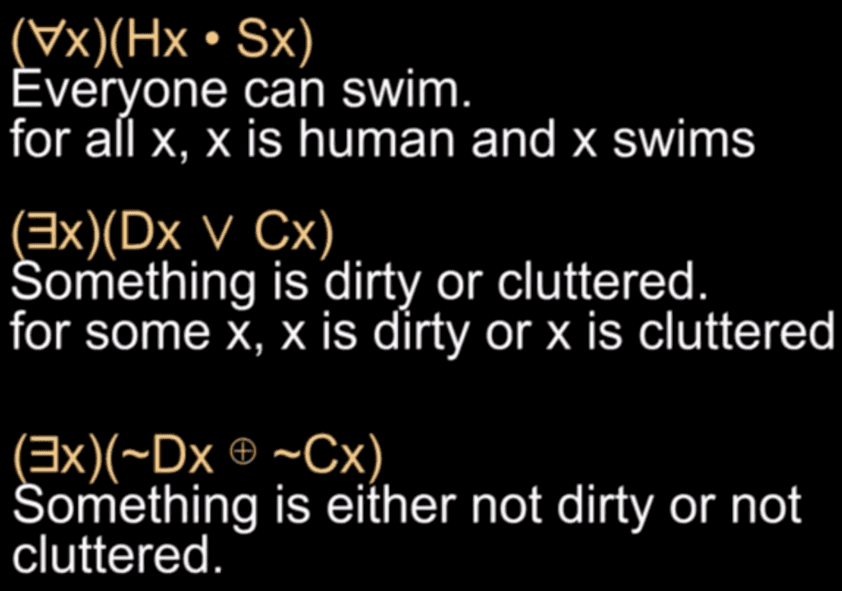 (∀x)(Hx • Sx)
Everyone can swim.
for all x, x is human and x swims
(∃x)(Dx ∨ Cx)
Something is dirty or cluttered.
for some x, x is dirty or x is cluttered
(∃x)(~Dx ⊕ ~Cx)
Something is either not dirty or not
cluttered.